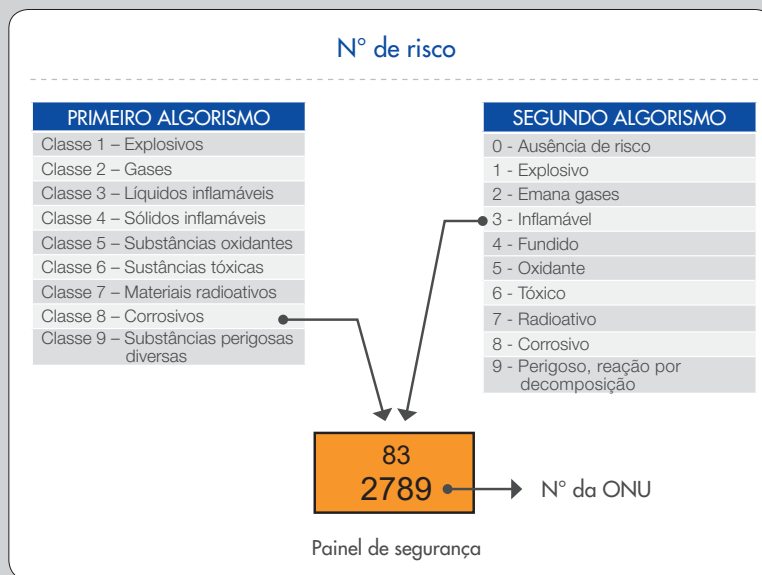 N° de risco
PRIMEIRO ALGORISMO
Classe 1 – Explosivos
Classe 2 – Gases
Classe 3 – Líquidos inflamáveis
Classe 4 – Sólidos inflamáveis
Classe 5 – Substâncias oxidantes
Classe 6 – Sustâncias tóxicas
Classe 7 – Materiais radioativos
Classe 8 – Corrosivos
Classe 9 – Substâncias perigosas
diversas
SEGUNDO ALGORISMO
0 - Ausência de risco
1 - Explosivo
2 - Emana gases
3 - Inflamável
4 - Fundido
5 - Oxidante
6 - Tóxico
7 - Radioativo
8 - Corrosivo
9 - Perigoso, reação por
decomposição
83
2789
N° da ONU
Painel de segurança